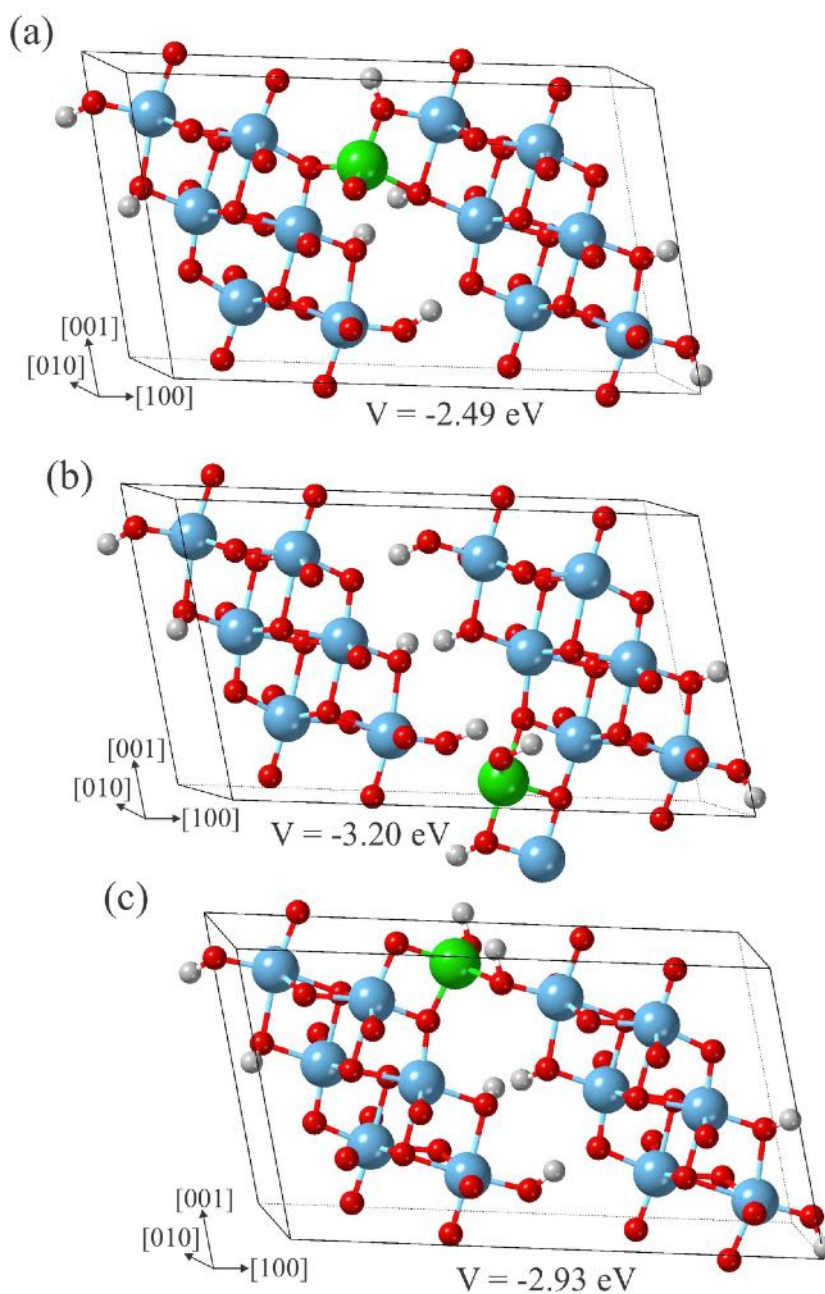 (a)
[001]
[010]
[100]
V = -2.49 eV
(b)
[001]
[010]
[100]
V = -3.20 eV
(c)
[001]
[010]
[100]
V = -2.93 eV